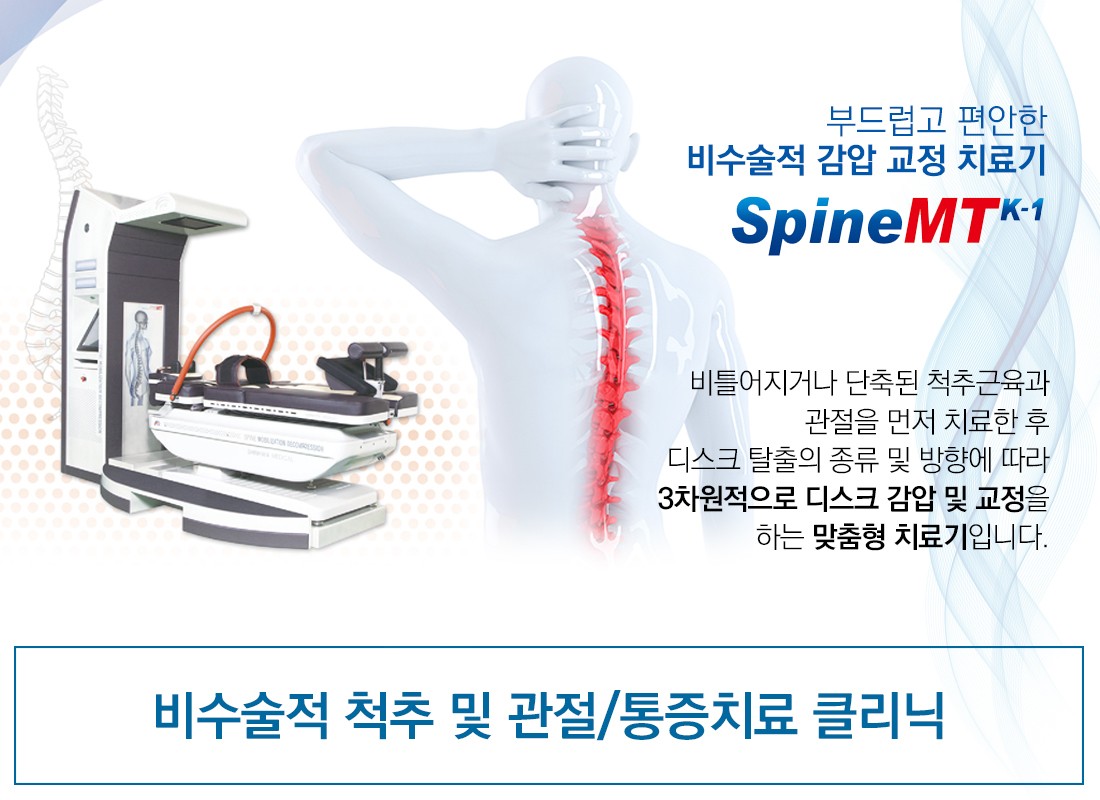 부드럽고 편안한
비수술적 감압 교정 치료기
SpineMT K-1
비틀어지거나 단축된 척추근육과
관절을 먼저 치료한 후
디스크 탈출의 종류 및 방향에 따라
3차원적으로 디스크 감압 및 교정을
하는 맞춤형 치료기입니다.
SPINE MOBILIZATION DECOMPRESSION
비수술적 척추 및 관절/통증치료 클리닉